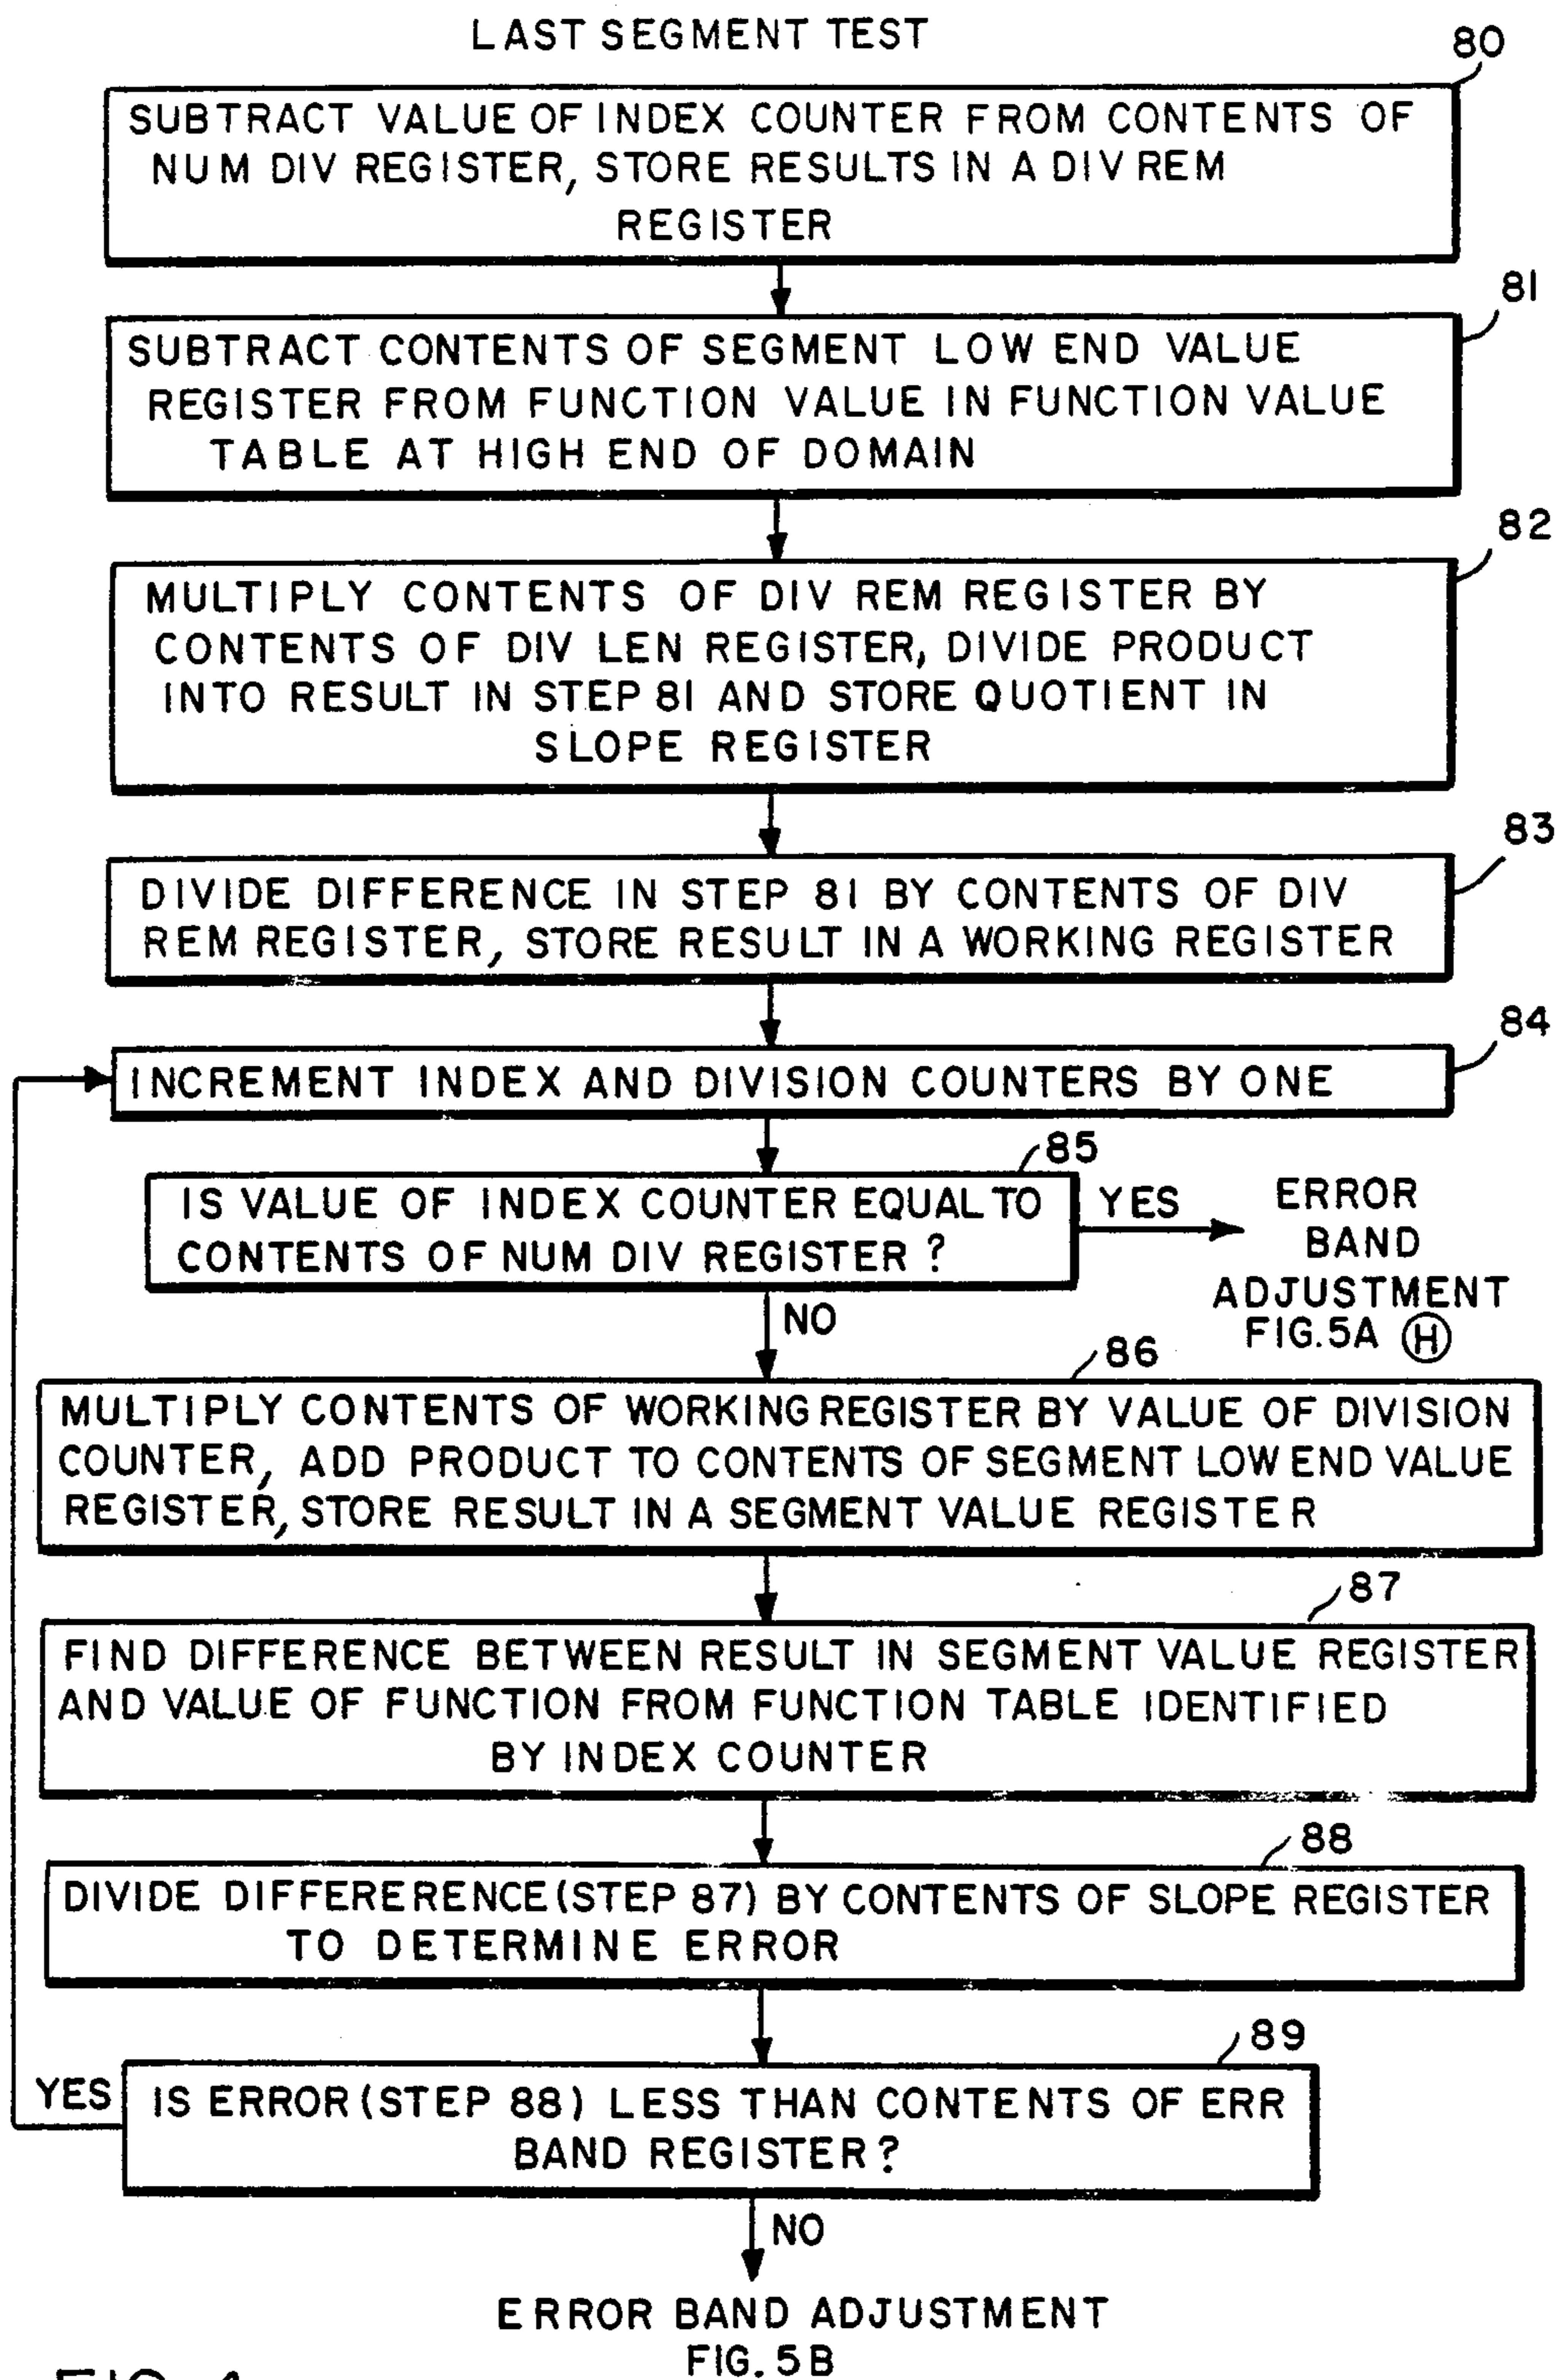 LAST SEGMENT TEST
80
SUBTRACT VALUE OF INDEX COUNTER FROM CONTENTS OF
NUM DIV REGISTER, STORE RESULTS IN A DIV REM
REGISTER
81
SUBTRACT CONTENTS OF SEGMENT LOW END VALUE
REGISTER FROM FUNCTION VALUE IN FUNCTION VALUE
TABLE AT HIGH END OF DOMAIN
82
MULTIPLY CONTENTS OF DIV REM REGISTER BY
CONTENTS OF DIV LEN REGISTER, DIVIDE PRODUCT
INTO RESULT IN STEP 81 AND STORE QUOTIENT IN
SLOPE REGISTER
83
DIVIDE DIFFERENCE IN STEP 81 BY CONTENTS OF DIV
REM REGISTER, STORE RESULT IN A WORKING REGISTER
84
INCREMENT INDEX AND DIVISION COUNTERS BY ONE
85
IS VALUE OF INDEX COUNTER EQUAL TO
CONTENTS OF NUM DIV REGISTER ?
YES
ERROR
BAND
ADJUSTMENT
FIG.5A H
NO
86
MULTIPLY CONTENTS OF WORKING REGISTER BY VALUE OF DIVISION
COUNTER, ADD PRODUCT TO CONTENTS OF SEGMENT LOW END VALUE
REGISTER, STORE RESULT IN A SEGMENT VALUE REGISTER
87
FIND DIFFERENCE BETWEEN RESULT IN SEGMENT VALUE REGISTER
AND VALUE OF FUNCTION FROM FUNCTION TABLE IDENTIFIED
BY INDEX COUNTER
88
DIVIDE DIFFERERENCE (STEP 87) BY CONTENTS OF SLOPE REGISTER
TO DETERMINE ERROR
89
IS ERROR (STEP 88) LESS THAN CONTENTS OF ERR
BAND REGISTER ?
YES
NO
ERROR BAND ADJUSTMENT
FIG. 5B